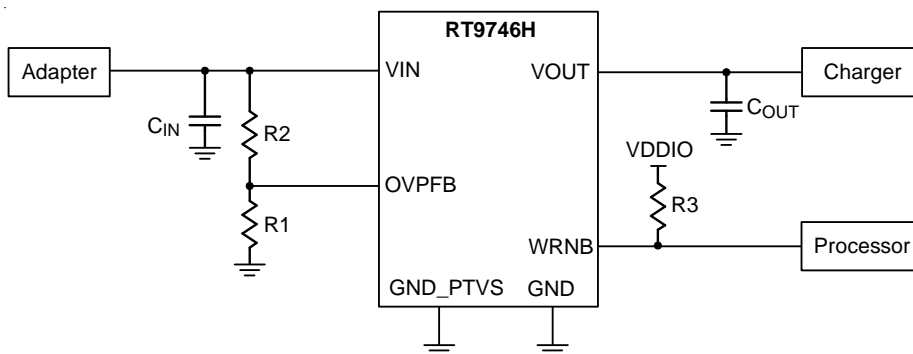 RT9746H
Adapter
VIN
VOUT
Charger
CIN
R2
COUT
VDDIO
OVPFB
R3
R1
WRNB
Processor
GND_PTVS
GND